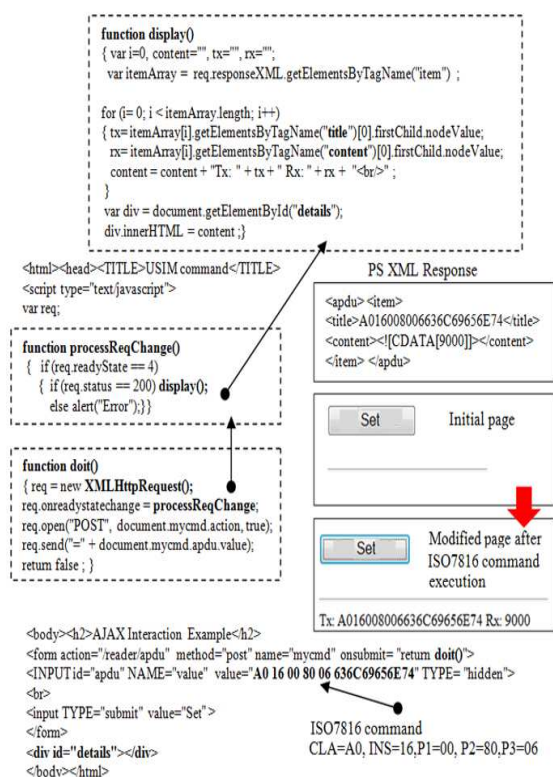 function display()
{ var i=0, content="", tx="", rx="";
var itemArray = req.responseXML.getElementsByTagName("item") ;
for (i= 0; i < itemArray.length; i++)
{ tx= itemArray[i].getElementsByTagName("title")[0].firstChild.nodeValue;
rx= itemArray[i].getElementsByTagName("content")[0].firstChild.nodeValue;
content = content + "Tx: " + tx + " Rx: " + rx + "<br/>" ;
}
var div = document.getElementById("details");
div.innerHTML = content ;}
<html><head><TITLE>USIM command</TITLE>
<script type="text/javascript">
var req;
function processReqChange()
{ if (req.readyState == 4)
{ if (req.status == 200) display();
else alert("Error");}}
function doit()
{ req = new XMLHttpRequest();
req.onreadystatechange = processReqChange;
req.open("POST", document.mycmd.action, true);
req.send("=" + document.mycmd.apdu.value);
return false ; }
PS XML Response
<apdu> <item>
<title>A016008006636C69656E74</title>
<content><![CDATA[9000]]></content>
</item> </apdu>
Set
Initial page
Set
Modified page after
ISO7816 command
execution
Tx: A016008006636C69656E74 Rx: 9000
<body><h2>AJAX Interaction Example</h2>
<form action="/reader/apdu" method="post" name="mycmd" onsubmit= "return doit()">
<INPUT id="apdu" NAME="value" value="A0 16 00 80 06 636C69656E74" TYPE= "hidden">
<br>
<input TYPE="submit" value="Set">
</form>
<div id="details"></div>
</body></html>
ISO7816 command
CLA=A0, INS=16,P1=00, P2=80,P3=06